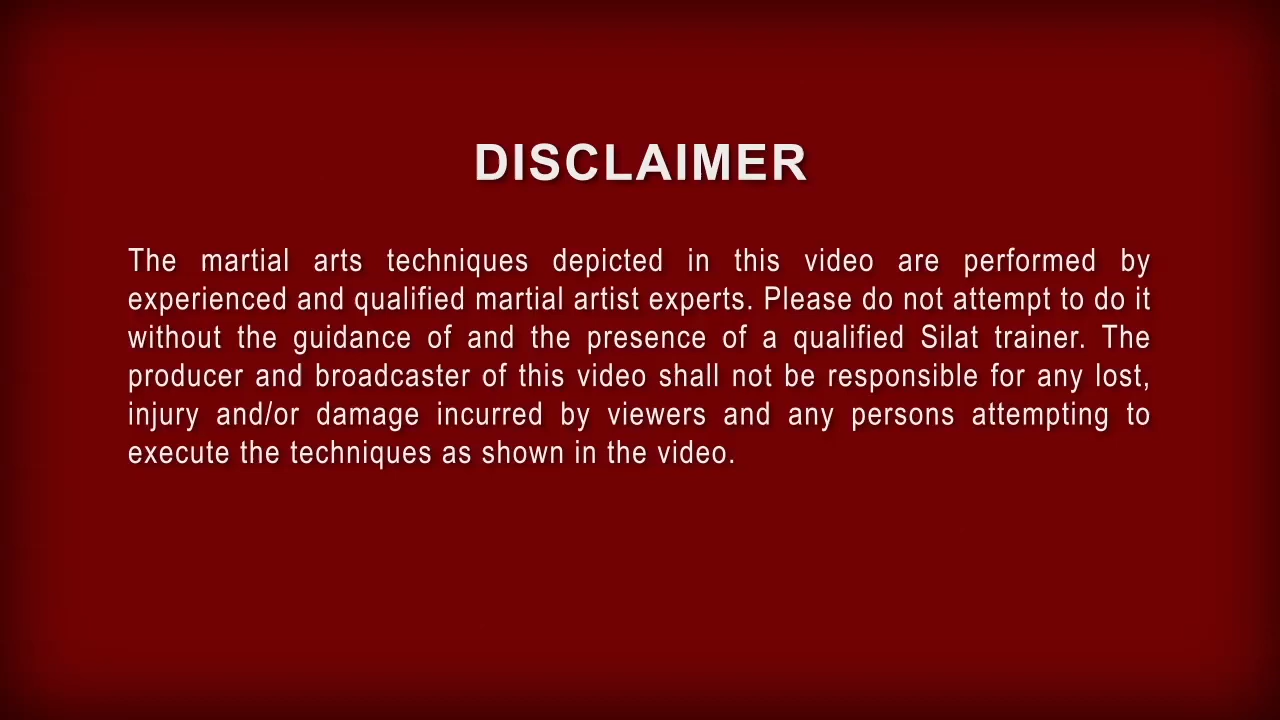 DISCLAIMER
The martial arts techniques depicted in this video are performed by
experienced and qualified martial artist experts. Please do not attempt to do it
without the guidance of and the presence of a qualified Silat trainer. The
producer and broadcaster of this video shall not be responsible for any lost,
injury and/or damage incurred by viewers and any persons attempting to
execute the techniques as shown in the video.